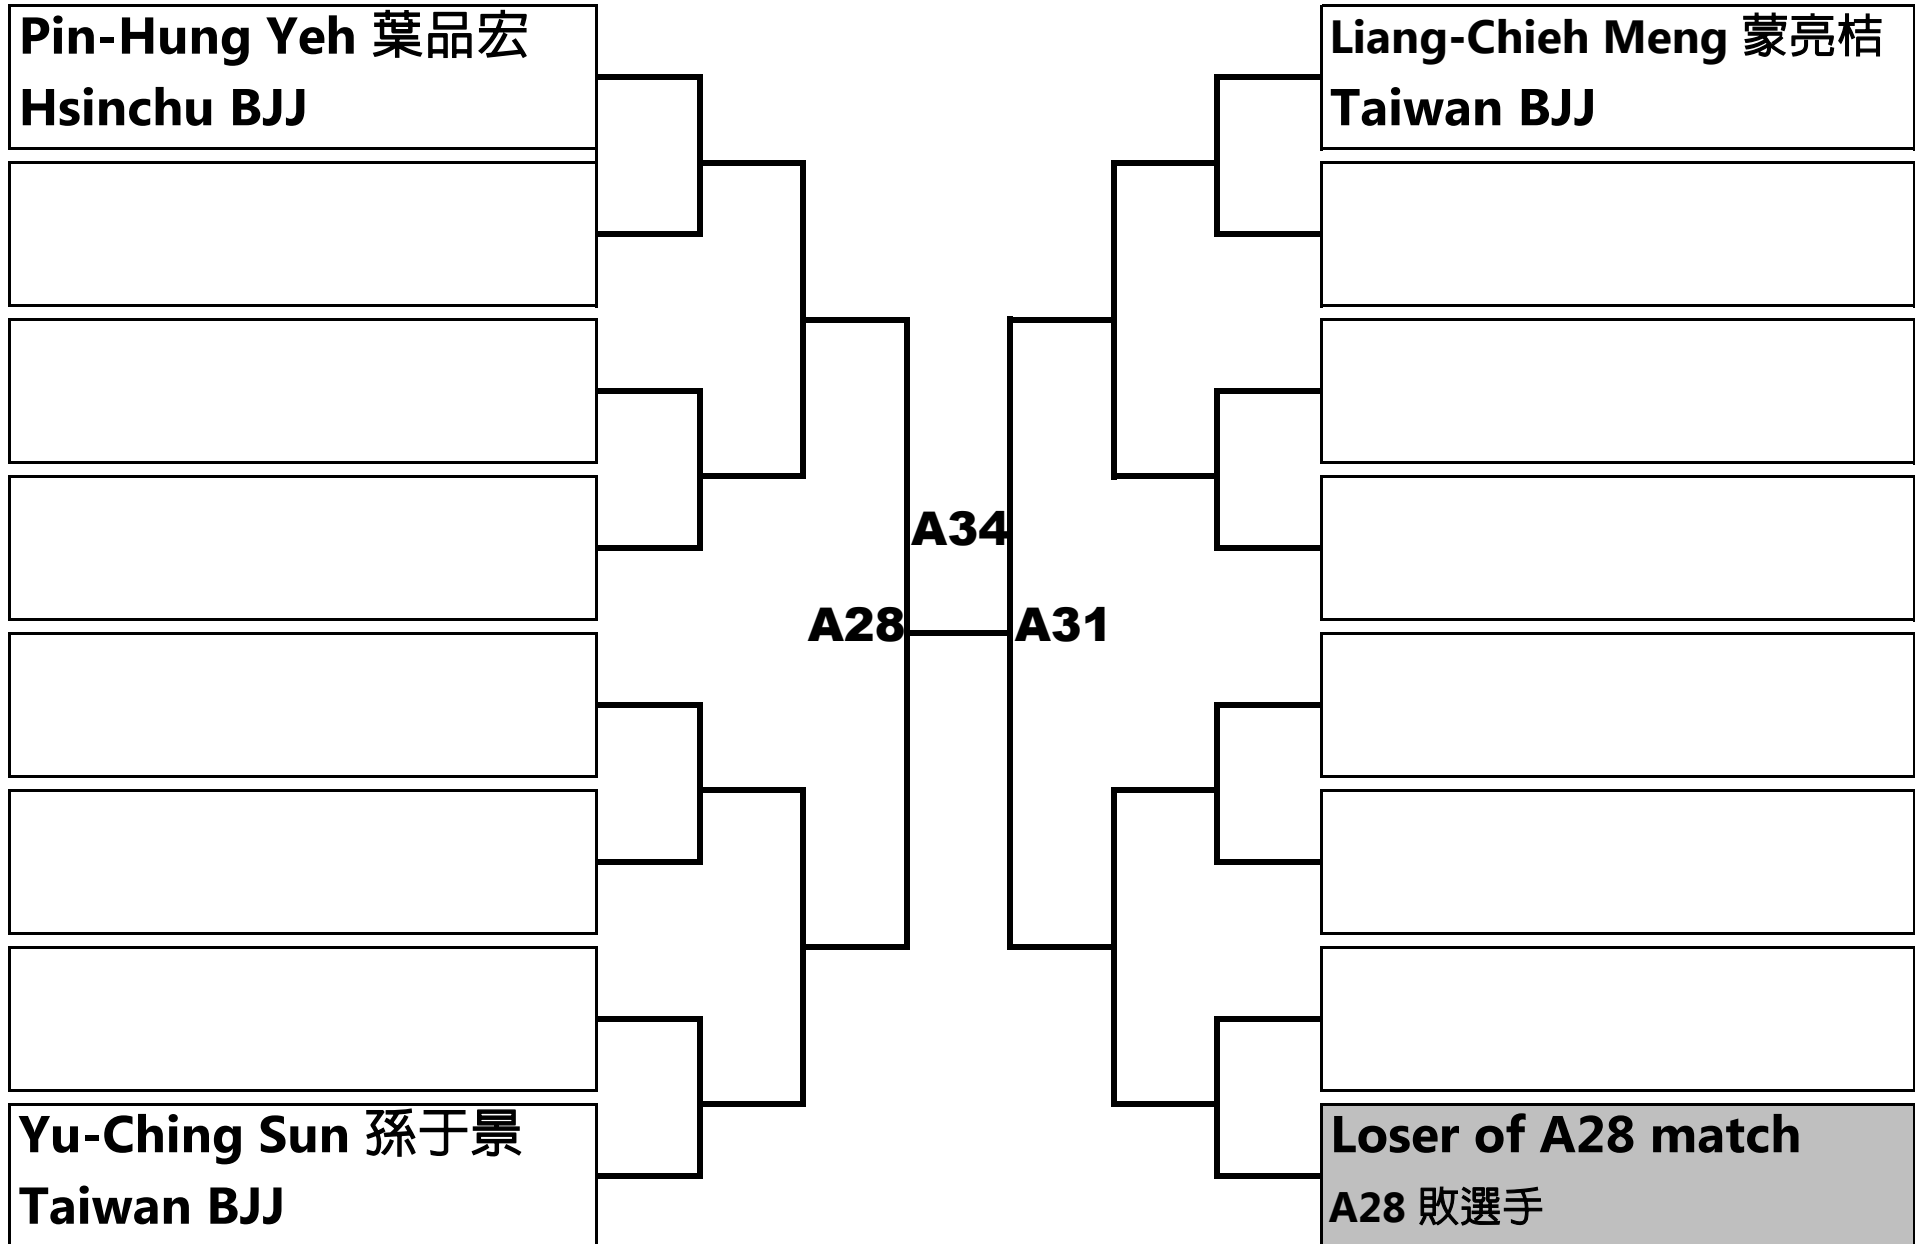 Pin-Hung Yeh 葉品宏
Hsinchu BJJ
Liang-Chieh Meng 蒙亮桔
Taiwan BJJ
A34
A28
A31
Yu-Ching Sun 孫于景
Taiwan BJJ
Loser of A28 match
A28 敗選手